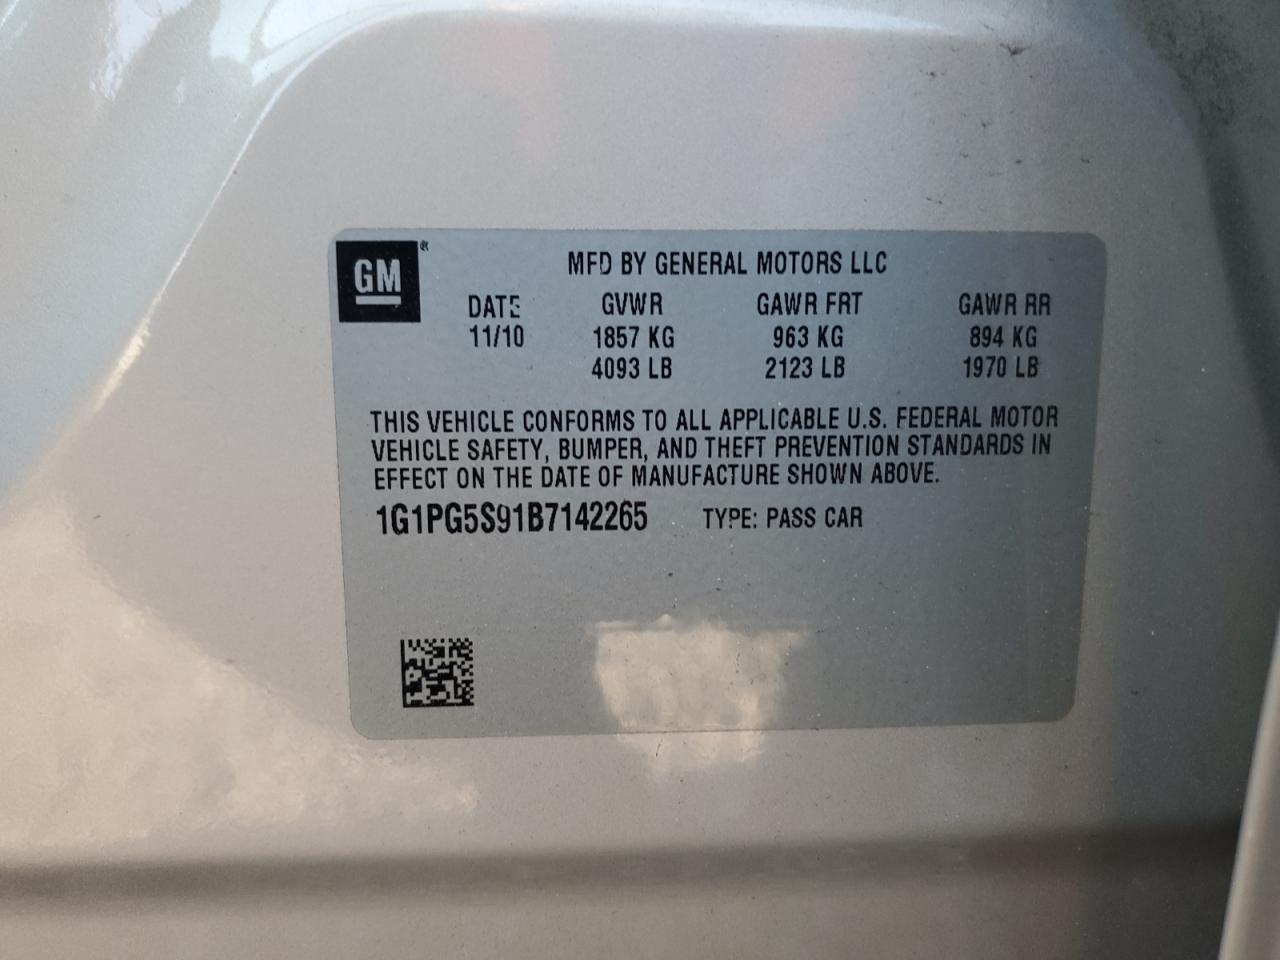 GM®
MFD BY GENERAL MOTORS LLC
DATE GVWR GAWR FRT GAWR RR
11/10 1857 KG 963 KG 894 KG
4093 LB 2123 LB 1970 LB
THIS VEHICLE CONFORMS TO ALL APPLICABLE U.S. FEDERAL MOTOR
VEHICLE SAFETY, BUMPER, AND THEFT PREVENTION STANDARDS IN
EFFECT ON THE DATE OF MANUFACTURE SHOWN ABOVE.
1G1PG5S91B7142265 TYPE: PASS CAR